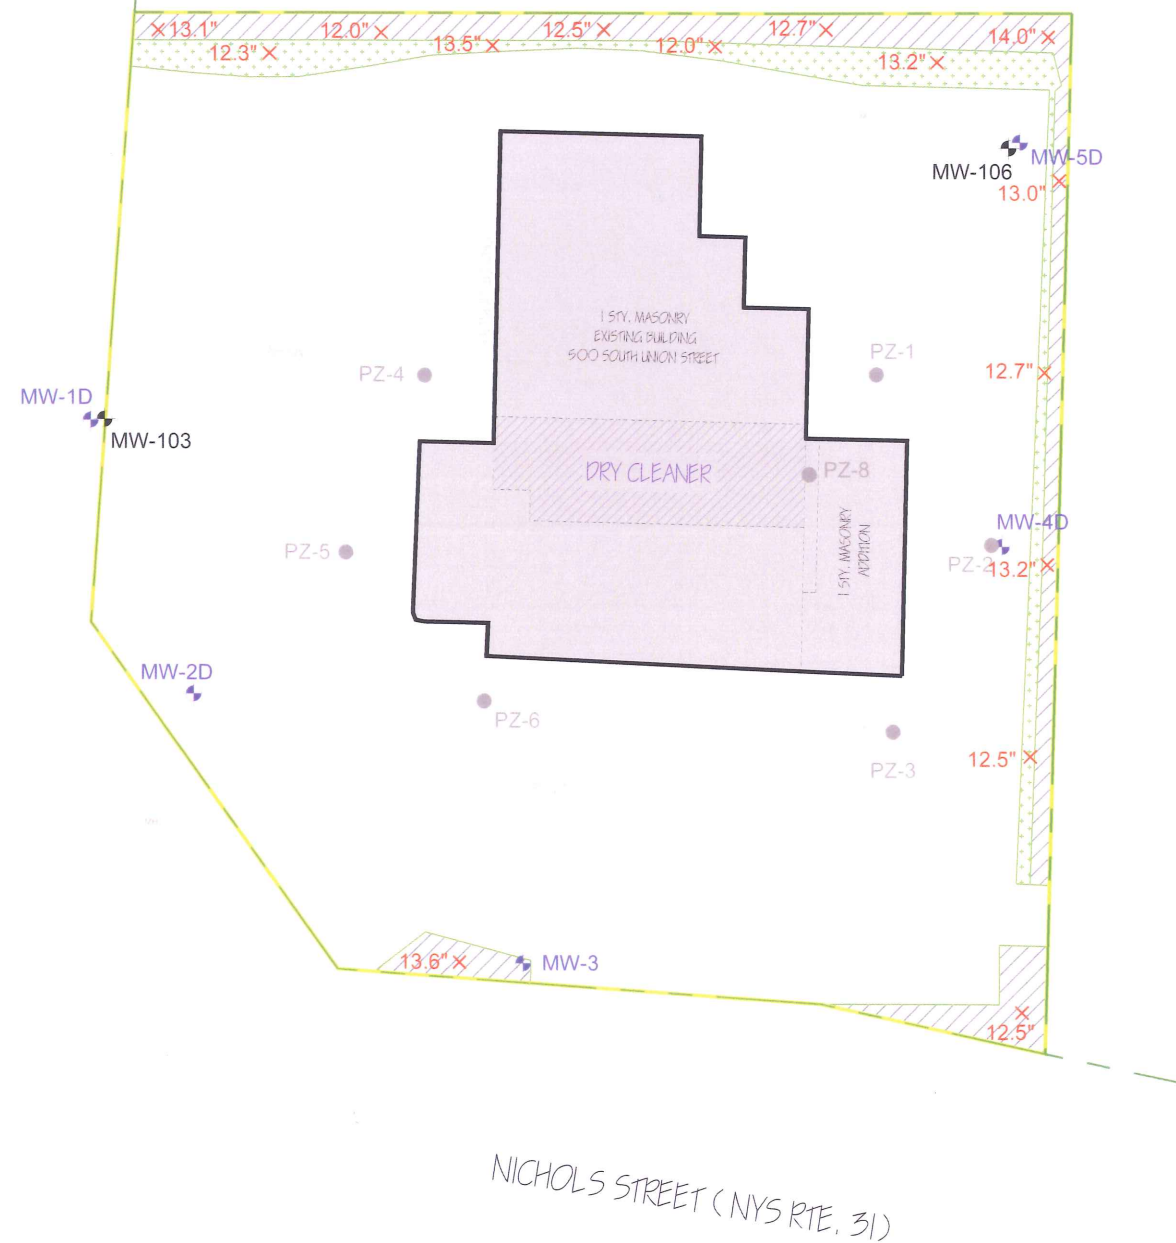 13.1"
12.0"
12.5"
12.7"
14.0"
12.3"
13.5"
12.0"
13.2"
MW-5D
MW-106
13.0"
1 STY. MASONRY
EXISTING BUILDING
500 SOUTH UNION STREET
PZ-4
PZ-1
12.7"
MW-1D
MW-103
DRY CLEANER
PZ-8
1 STY. MASONRY
ADDITION
MW-4D
PZ-5
PZ-2
13.2"
MW-2D
PZ-6
12.5"
PZ-3
13.6"
MW-3
12.5"
NICHOLS STREET (NYS RTE. 31)